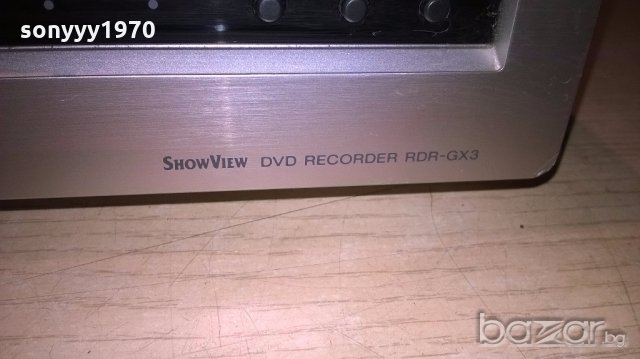 sonyyy1970
SHOWVIEW DVD RECORDER RDR-GX3
bazar.bg